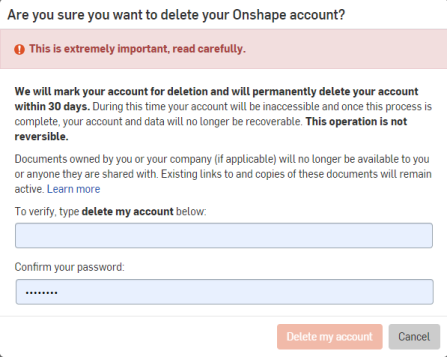 Are you sure you want to delete your Onshape account?
This is extremely important, read carefully.
We will mark your account for deletion and will permanently delete your account
within 30 days. During this time your account will be inaccessible and once this process is
complete, your account and data will no longer be recoverable. This operation is not
reversible.
Documents owned by you or your company (if applicable) will no longer be available to you
or anyone they are shared with. Existing links to and copies of these documents will remain
active. Learn more
To verify, type delete my account below:
Confirm your password:
••••••••
Delete my account Cancel